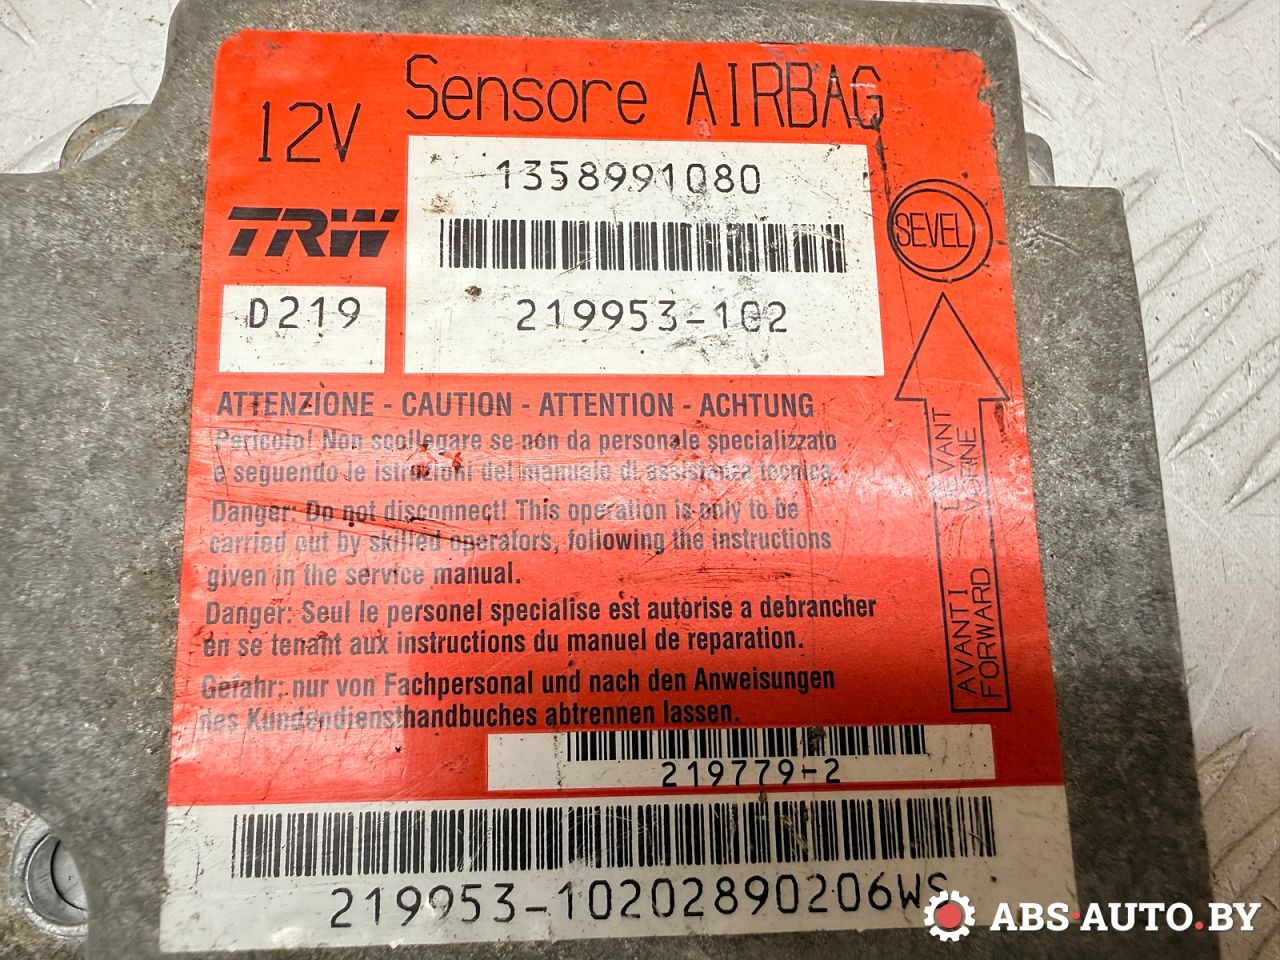 Sensore AIRBAG
12V
1358991080
TRW
SEVEL
D219
219953-102
ATTENZIONE - CAUTION - ATTENTION - ACHTUNG
Pericolo! Non scollegare se non da personale specializzato
e seguendo le istruzioni del manuale di assistenza tecnica.
Danger: Do not disconnect! This operation is only to be
carried out by skilled operators, following the instructions
given in the service manual.
Danger: Seul le personel specialise est autorise a debrancher
en se tenant aux instructions du manuel de reparation.
Gefahr: nur von Fachpersonal und nach den Anweisungen
des Kundendiensthandbuches abtrennen lassen.
AVANTI DEVANT
FORWARD VORNE
219779-2
219953-10202890206WS
ABS-AUTO.BY